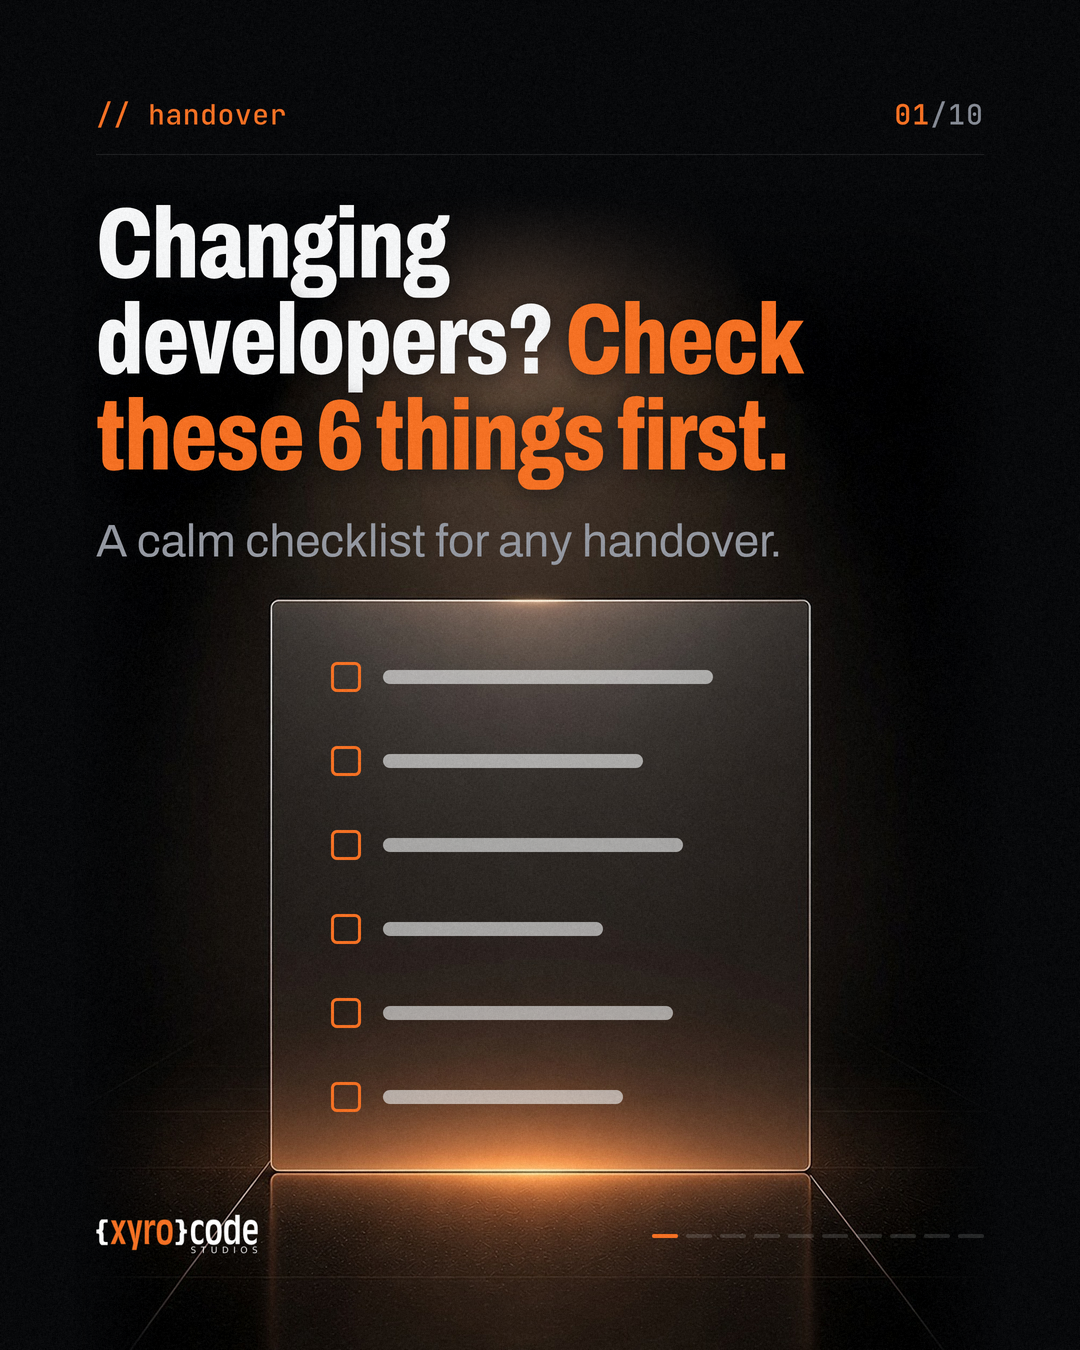 // handover
01/10
Changing
developers? Check
these 6 things first.
A calm checklist for any handover.
{xyro}code
STUDIOS